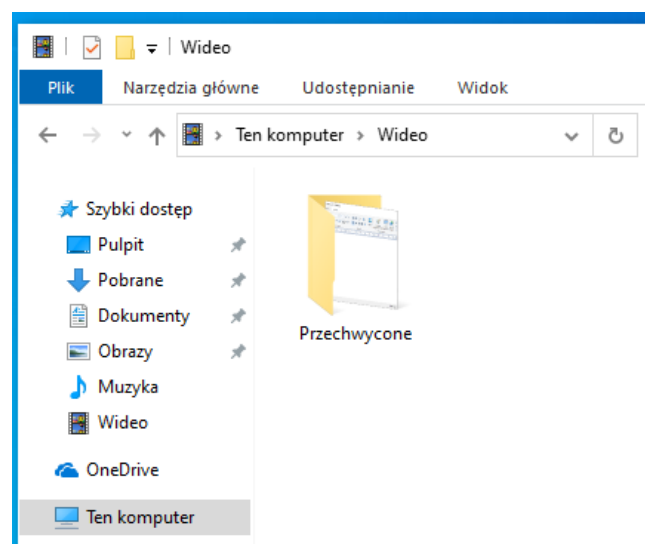 Wideo
Plik Narzędzia główne Udostępnianie Widok
Ten komputer Wideo
Szybki dostęp
Pulpit
Pobrane
Dokumenty
Obrazy
Muzyka
Wideo
OneDrive
Ten komputer
Przechwycone